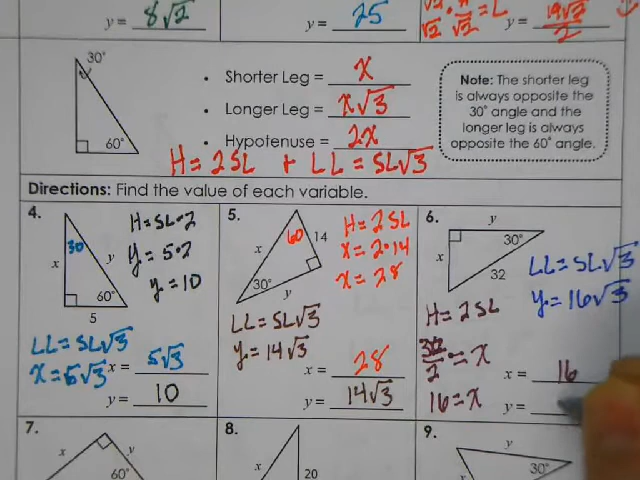 y = 8√2
y = 25
√2 · √2 = L
y = 19√2/2
30°
60°
• Shorter Leg = x
• Longer Leg = x√3
• Hypotenuse = 2x
H = 2SL + LL = SL√3
Note: The shorter leg
is always opposite the
30° angle and the
longer leg is always
opposite the 60° angle.
Directions: Find the value of each variable.
4.
30
x
y
60°
5
H = SL·2
y = 5·2
y = 10
LL = SL√3
x = 5√3
x = 5√3
y = 10
5.
60
14
x
30°
y
H = 2SL
x = 2·14
x = 28
LL = SL√3
y = 14√3
x = 28
y = 14√3
6.
y
30°
x
32
LL = SL√3
y = 16√3
H = 2SL
32/2 = x
16 = x
x = 16
y =
7.
x
y
60°
8.
x
20
9.
y
x
30°